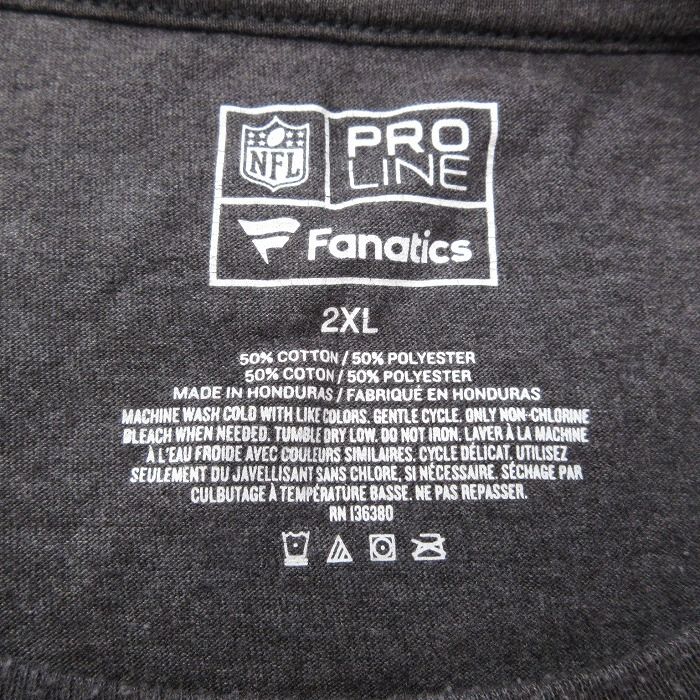 NFL
PRO
LINE
Fanatics
2XL
50% COTTON / 50% POLYESTER
50% COTON / 50% POLYESTER
MADE IN HONDURAS / FABRIQUÉ EN HONDURAS
MACHINE WASH COLD WITH LIKE COLORS. GENTLE CYCLE. ONLY NON-CHLORINE
BLEACH WHEN NEEDED. TUMBLE DRY LOW. DO NOT IRON. LAVER À LA MACHINE
À L'EAU FROIDE AVEC COULEURS SIMILAIRES. CYCLE DÉLICAT. UTILISEZ
SEULEMENT DU JAVELLISANT SANS CHLORE, SI NÉCESSAIRE. SÉCHAGE PAR
CULBUTAGE À TEMPÉRATURE BASSE. NE PAS REPASSER.
RN 136380